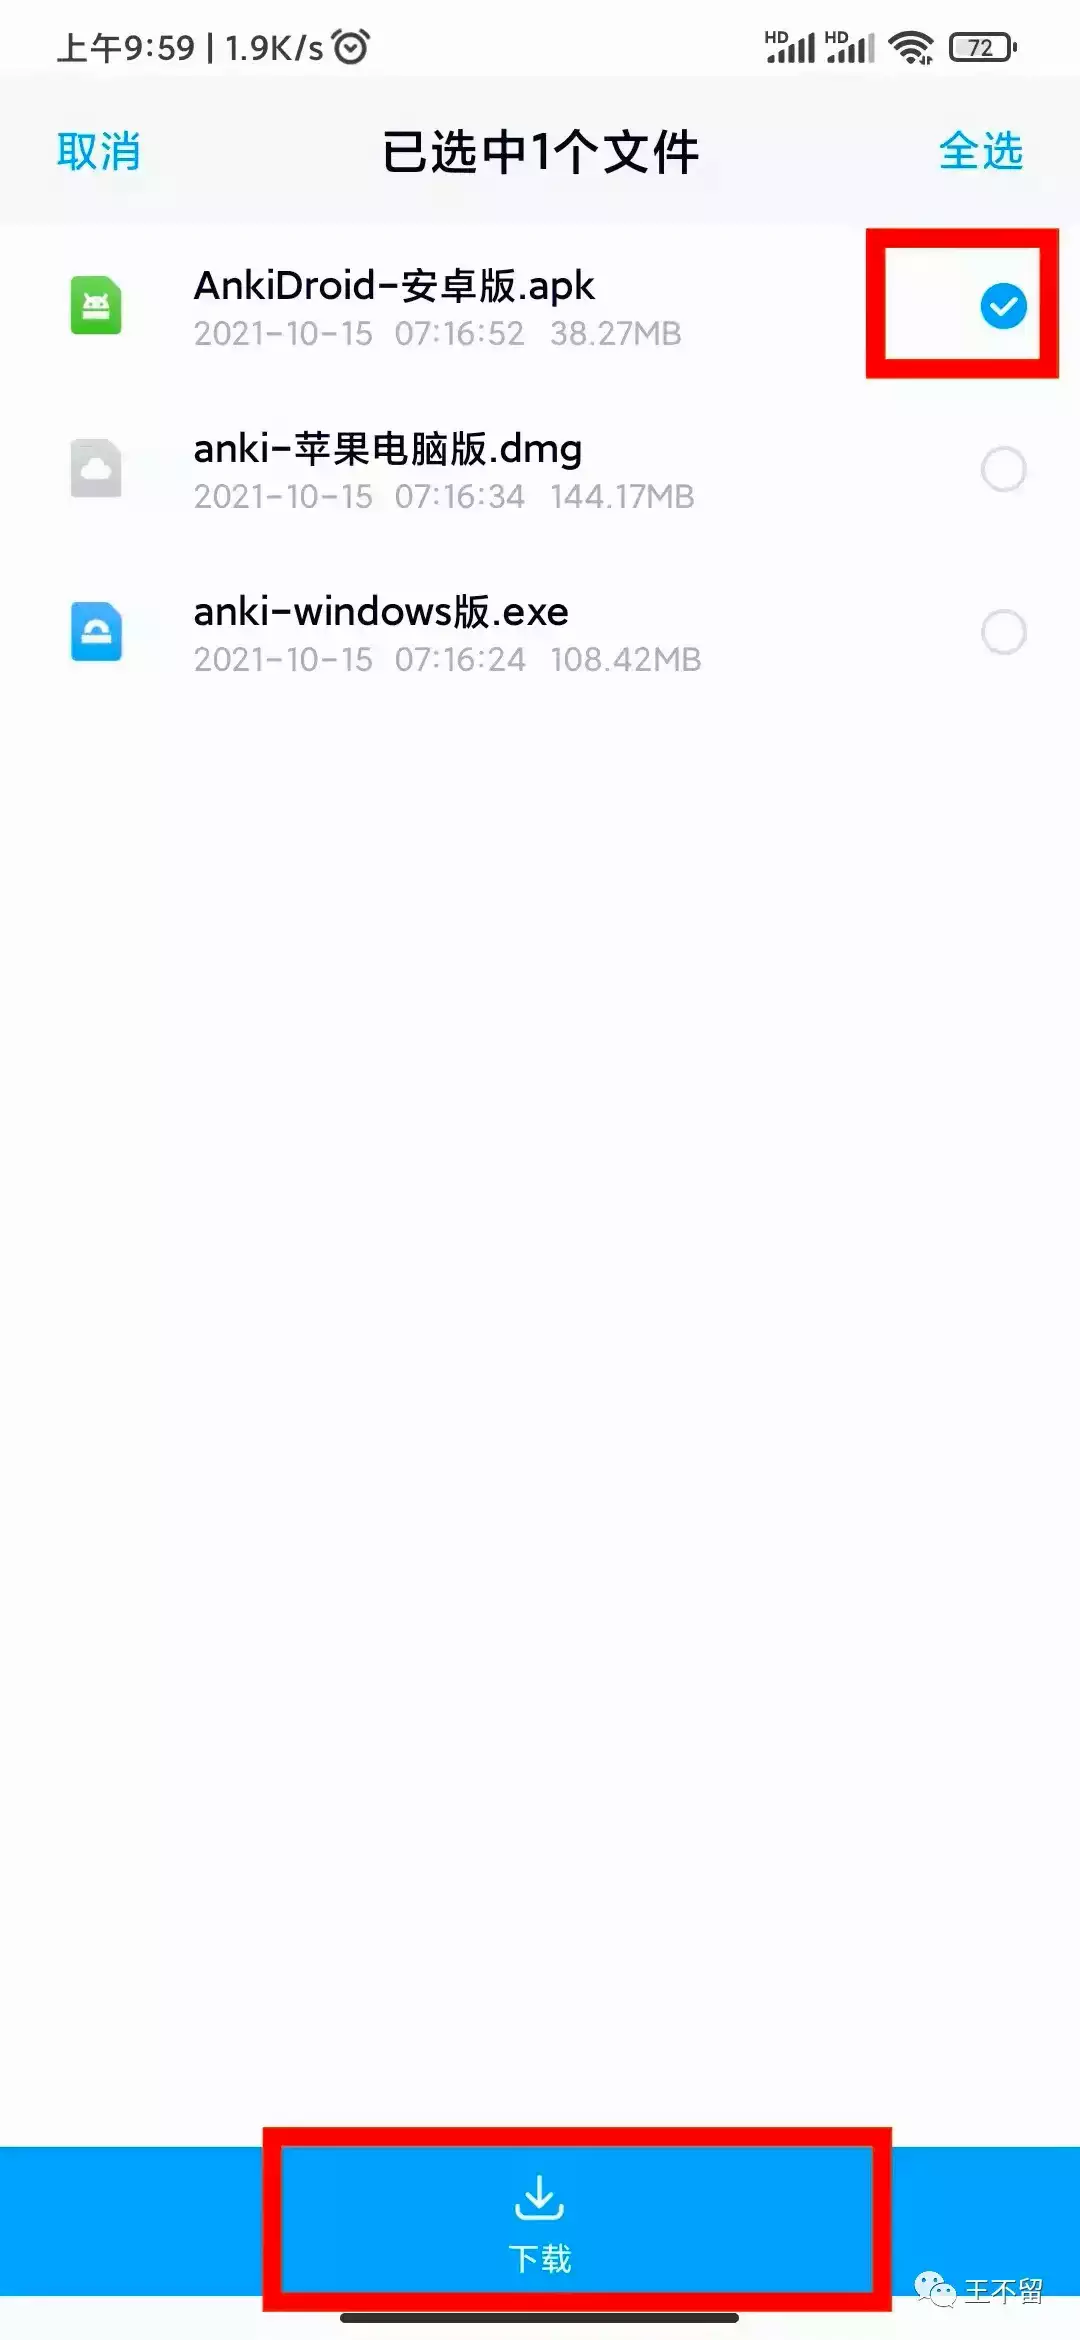 上午9:59 | 1.9K/s HD HD 72
取消 已选中1个文件 全选
AnkiDroid-安卓版.apk
2021-10-15 07:16:52 38.27MB
anki-苹果电脑版.dmg
2021-10-15 07:16:34 144.17MB
anki-windows版.exe
2021-10-15 07:16:24 108.42MB
下载
王不留